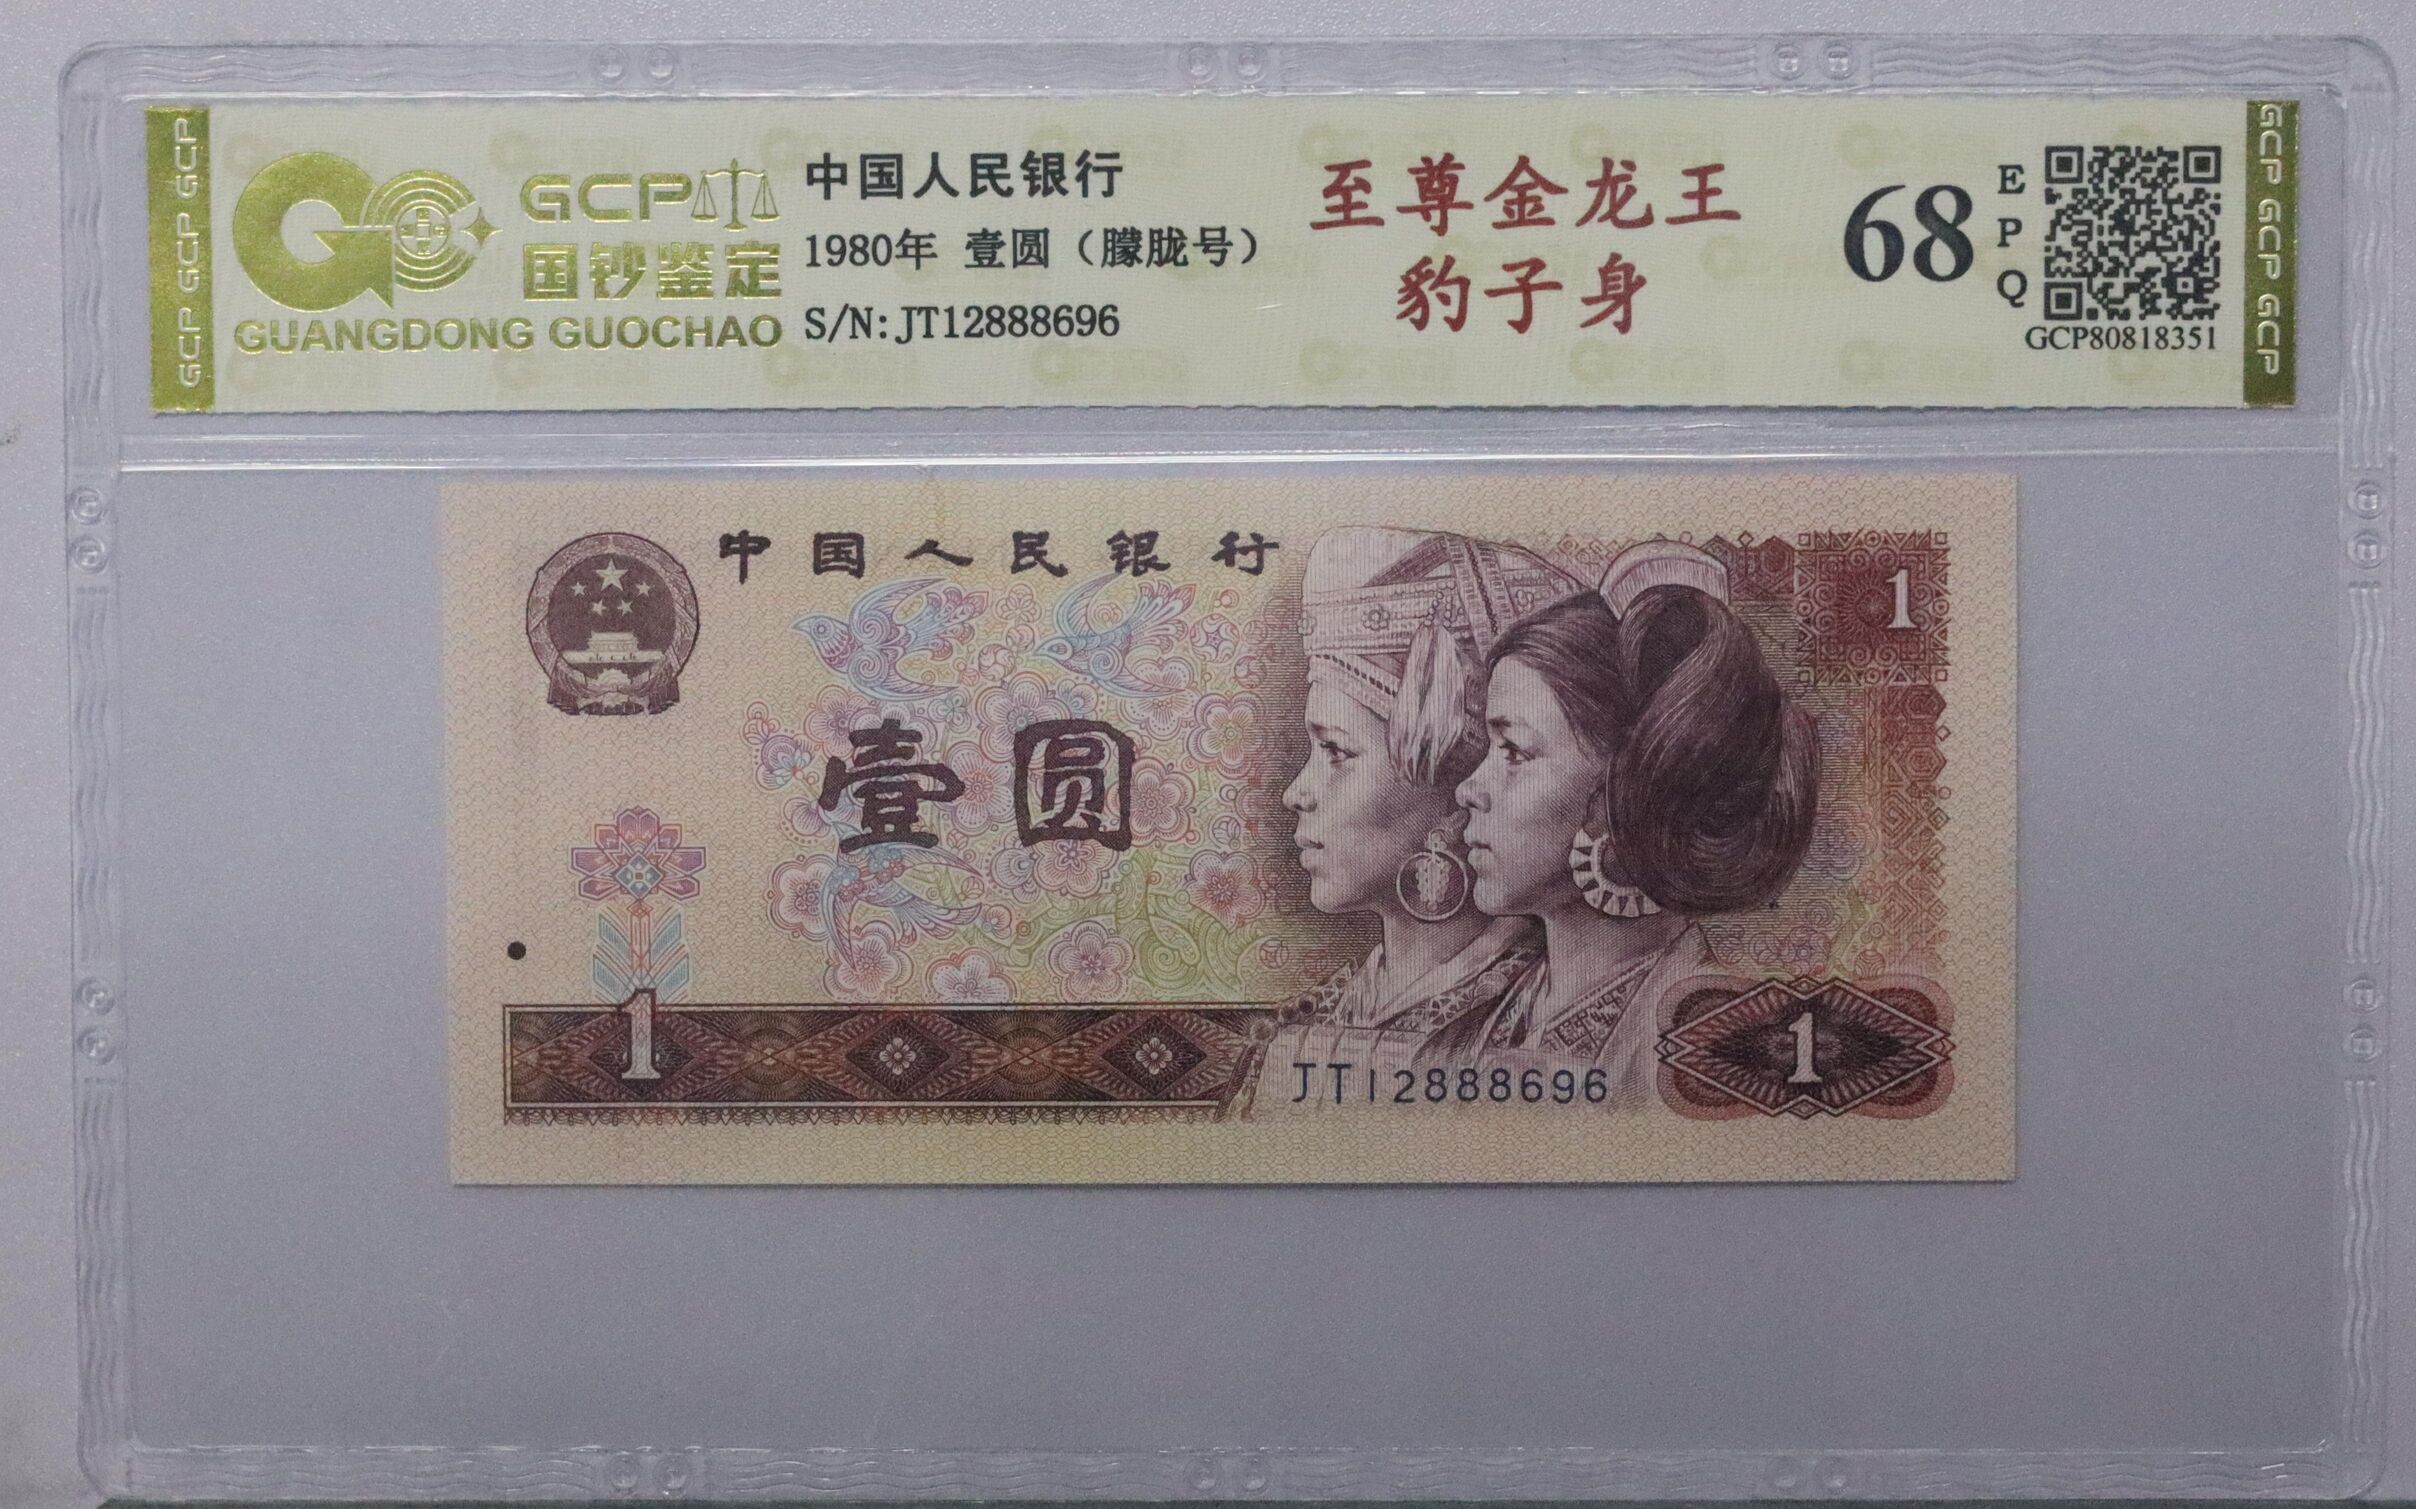 GCP GCP GCP
GCP
国钞鉴定
GUANGDONG GUOCHAO
中国人民银行
1980年 壹圆（朦胧号）
S/N:JT12888696
至尊金龙王
豹子身
68
EPQ
GCP80818351
GCP GCP GCP
中国人民银行
1
壹圆
1
JT12888696
1